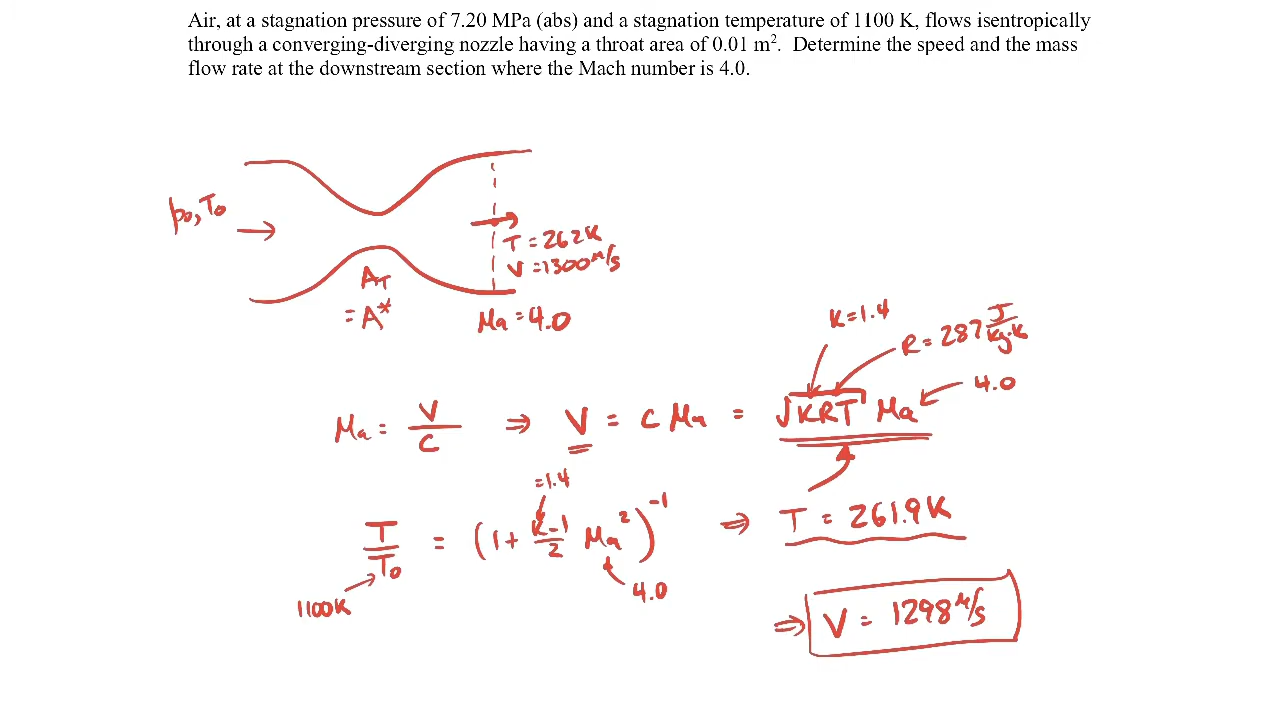 Air, at a stagnation pressure of 7.20 MPa (abs) and a stagnation temperature of 1100 K, flows isentropically
through a converging-diverging nozzle having a throat area of 0.01 m². Determine the speed and the mass
flow rate at the downstream section where the Mach number is 4.0.
p₀, T₀
T = 262K
V = 1300 m/s
A_T
= A*
Ma = 4.0
K = 1.4
R = 287 J/kg·K
4.0
Ma = V/C ⇒ V = C Ma = √KRT Ma
= 1.4
T/T₀ = (1 + K-1/2 Ma²)⁻¹ ⇒ T = 261.9K
1100K
4.0
⇒ V = 1298 m/s